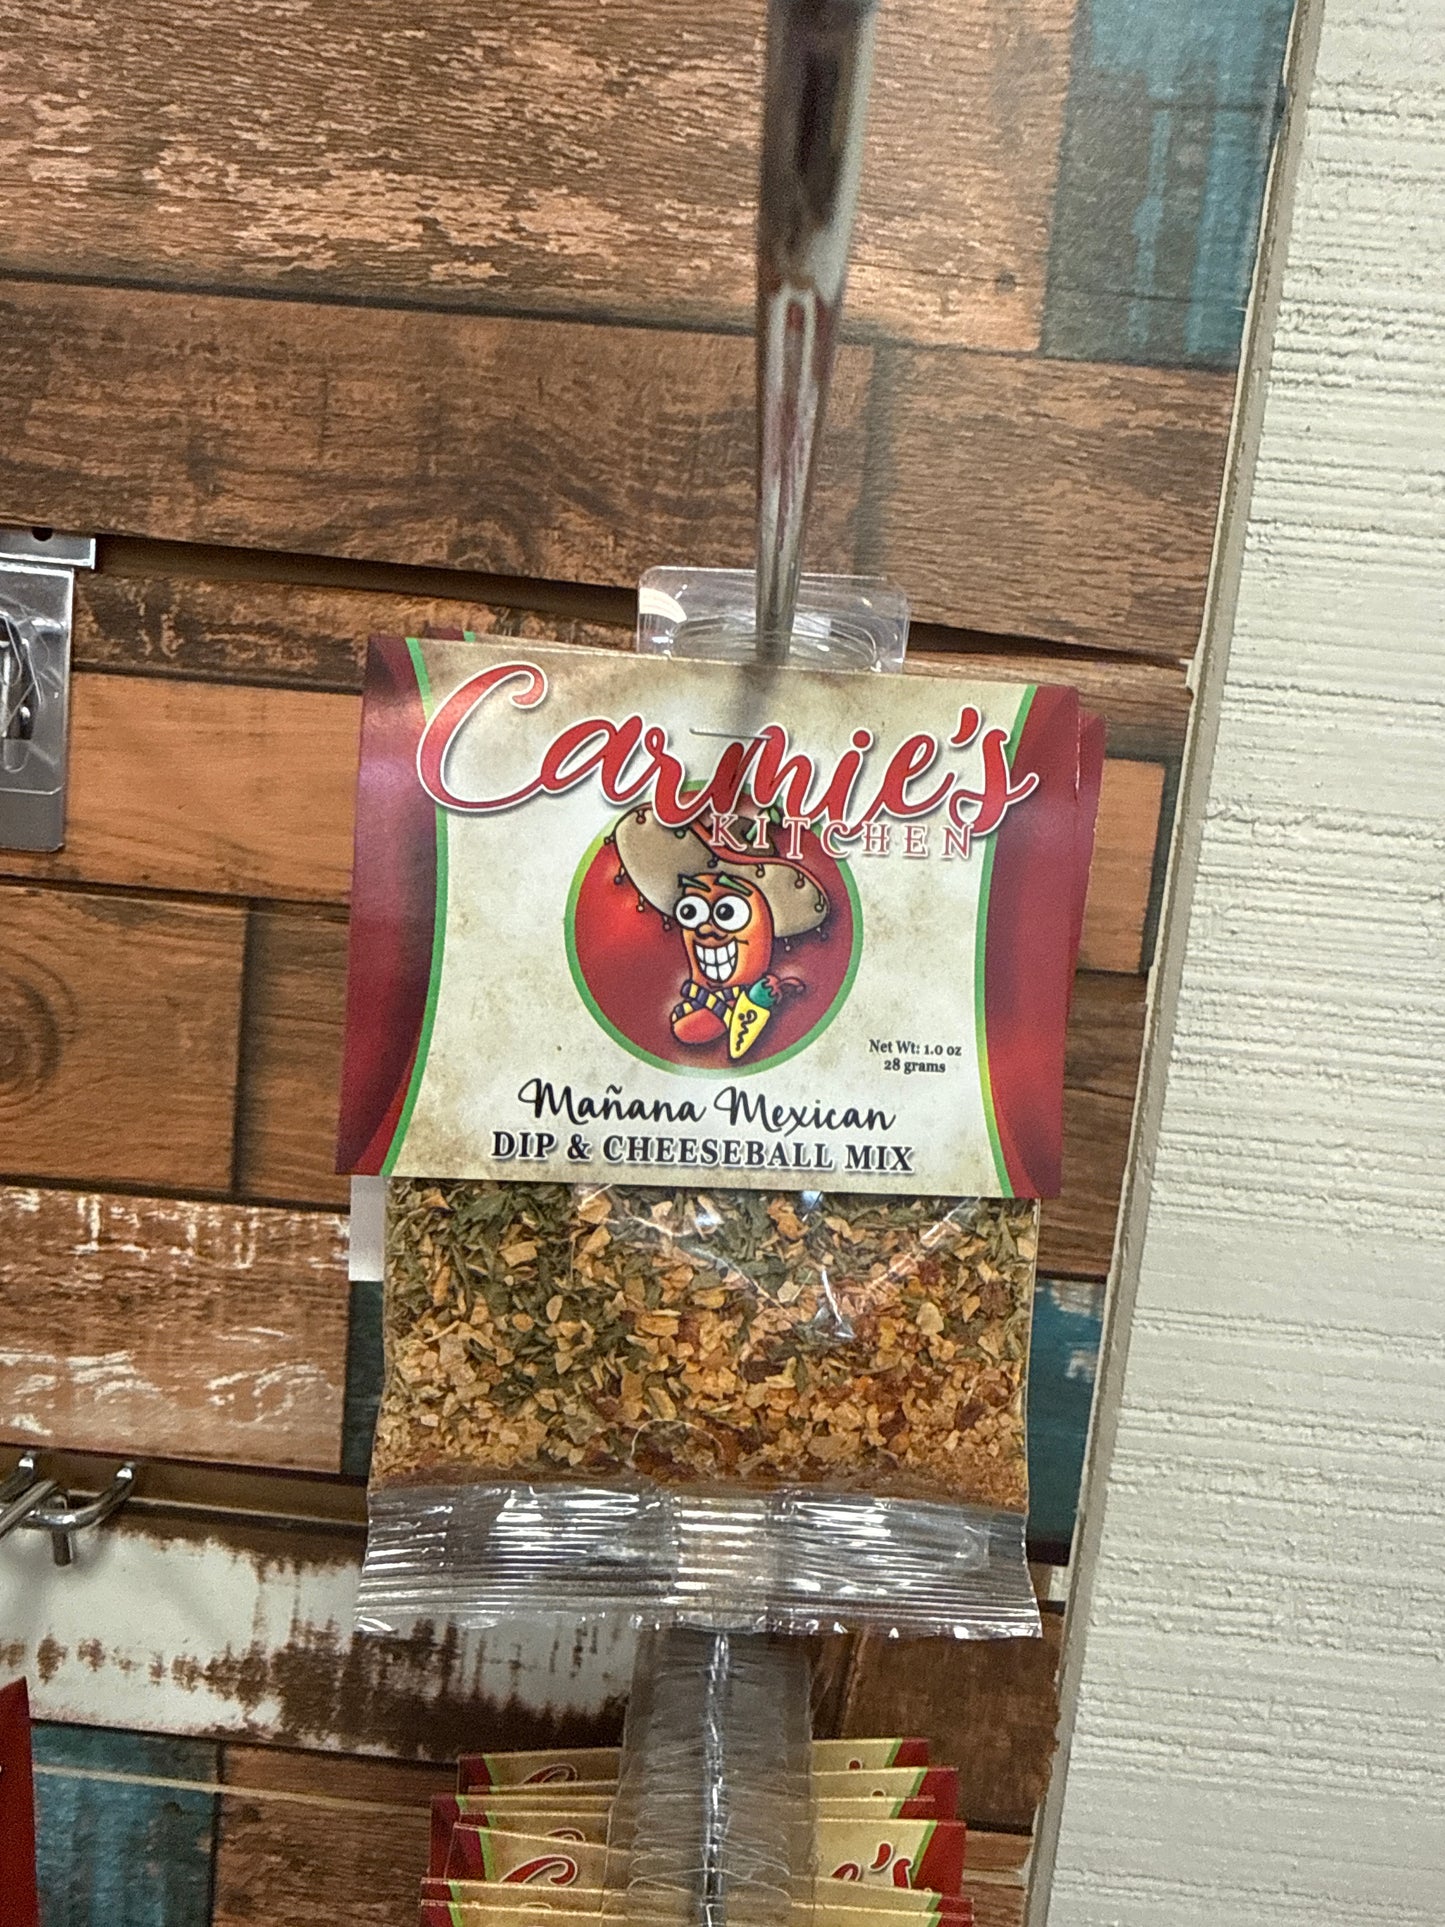 Carmie's
KITCHEN
Net Wt: 1.0 oz
28 grams
Mañana Mexican
DIP & CHEESEBALL MIX